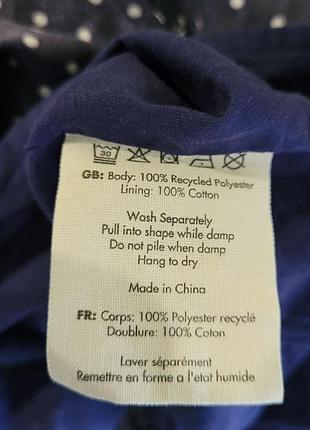 30
GB: Body: 100% Recycled Polyester
Lining: 100% Cotton
Wash Separately
Pull into shape while damp
Do not pile when damp
Hang to dry
Made in China
FR: Corps: 100% Polyester recyclé
Doublure: 100% Coton
Laver séparément
Remettre en forme a l'etat humide